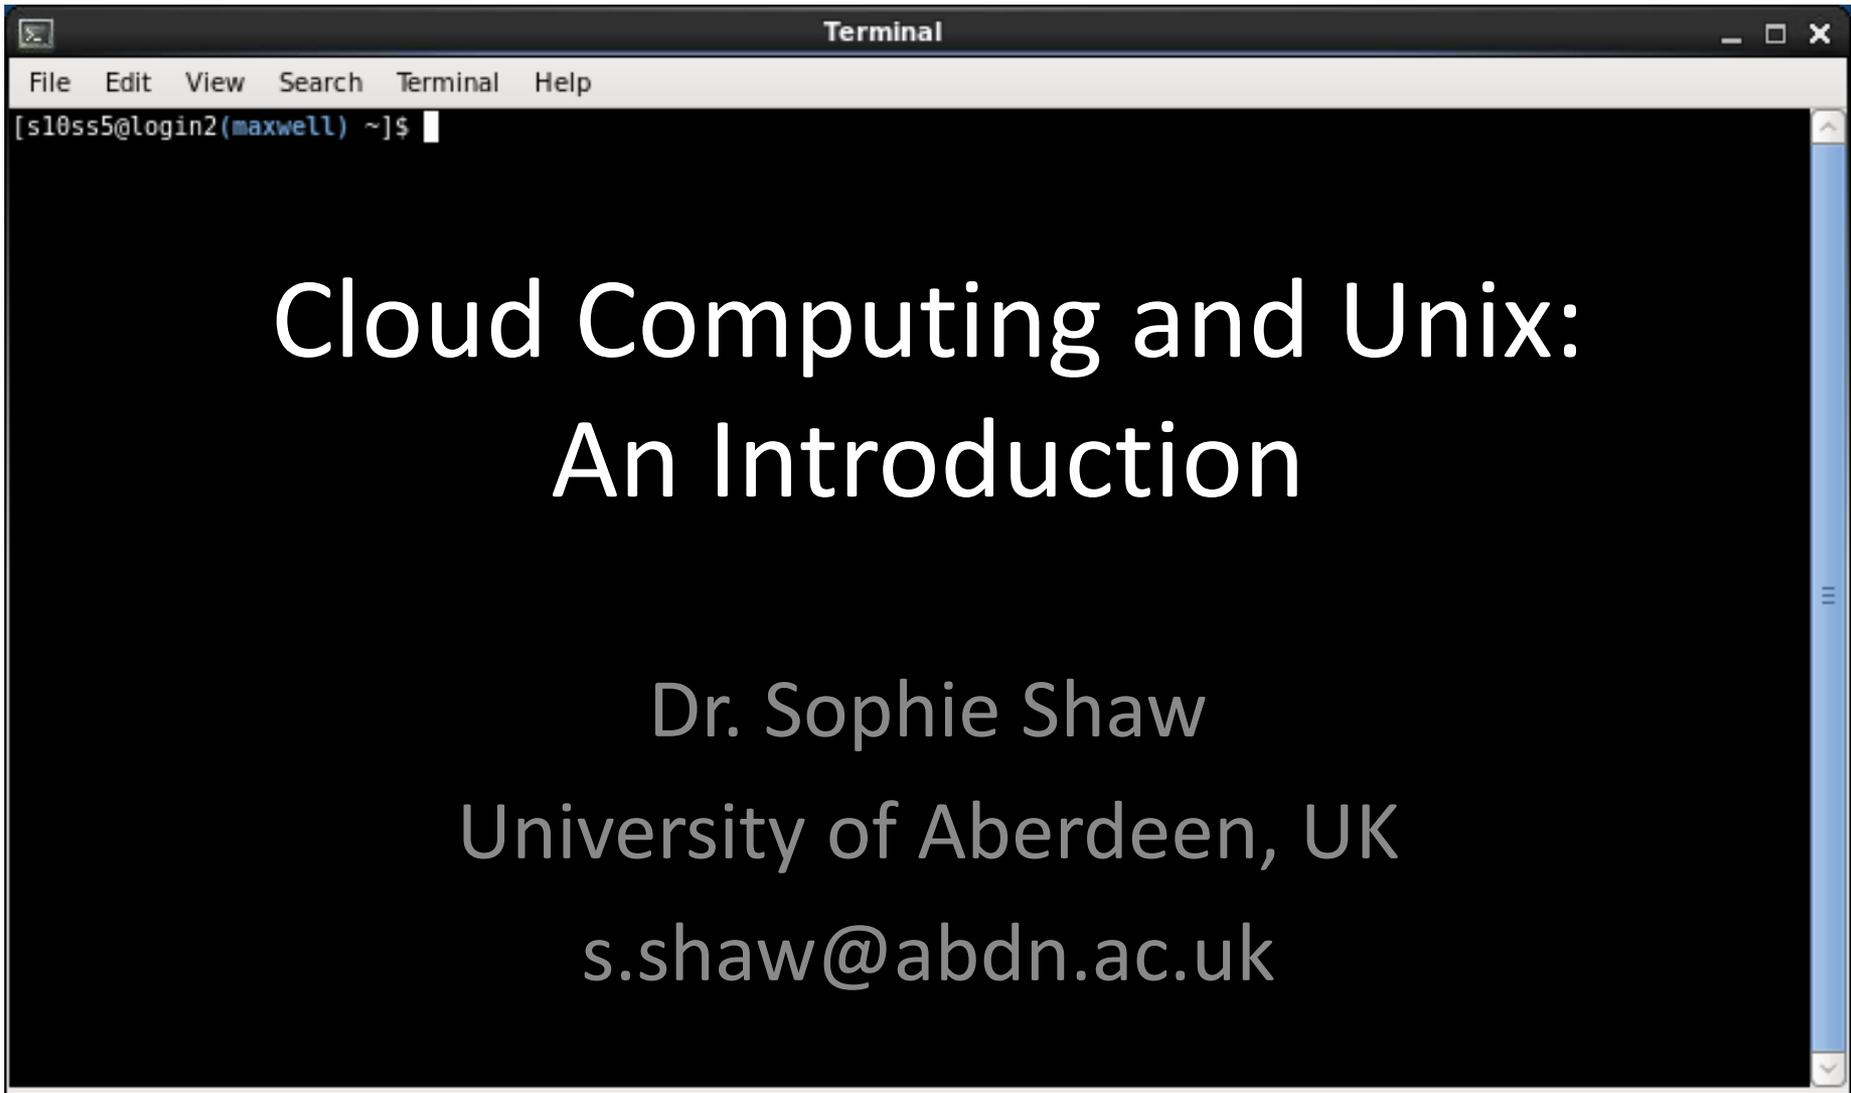 Terminal
File Edit View Search Terminal Help
[s10ss5@login2(maxwell) ~]$
Cloud Computing and Unix:
An Introduction
Dr. Sophie Shaw
University of Aberdeen, UK
s.shaw@abdn.ac.uk